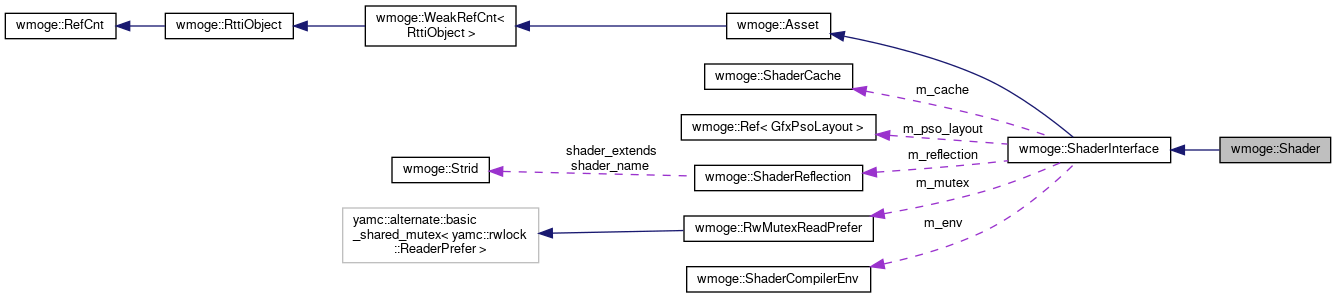 wmoge::RefCnt
wmoge::RttiObject
wmoge::WeakRefCnt<
RttiObject >
wmoge::Asset
wmoge::ShaderCache
m_cache
wmoge::Ref< GfxPsoLayout >
m_pso_layout
wmoge::ShaderInterface
wmoge::Shader
wmoge::Strid
shader_extends
shader_name
wmoge::ShaderReflection
m_reflection
m_mutex
yamc::alternate::basic
_shared_mutex< yamc::rwlock
::ReaderPrefer >
wmoge::RwMutexReadPrefer
m_env
wmoge::ShaderCompilerEnv